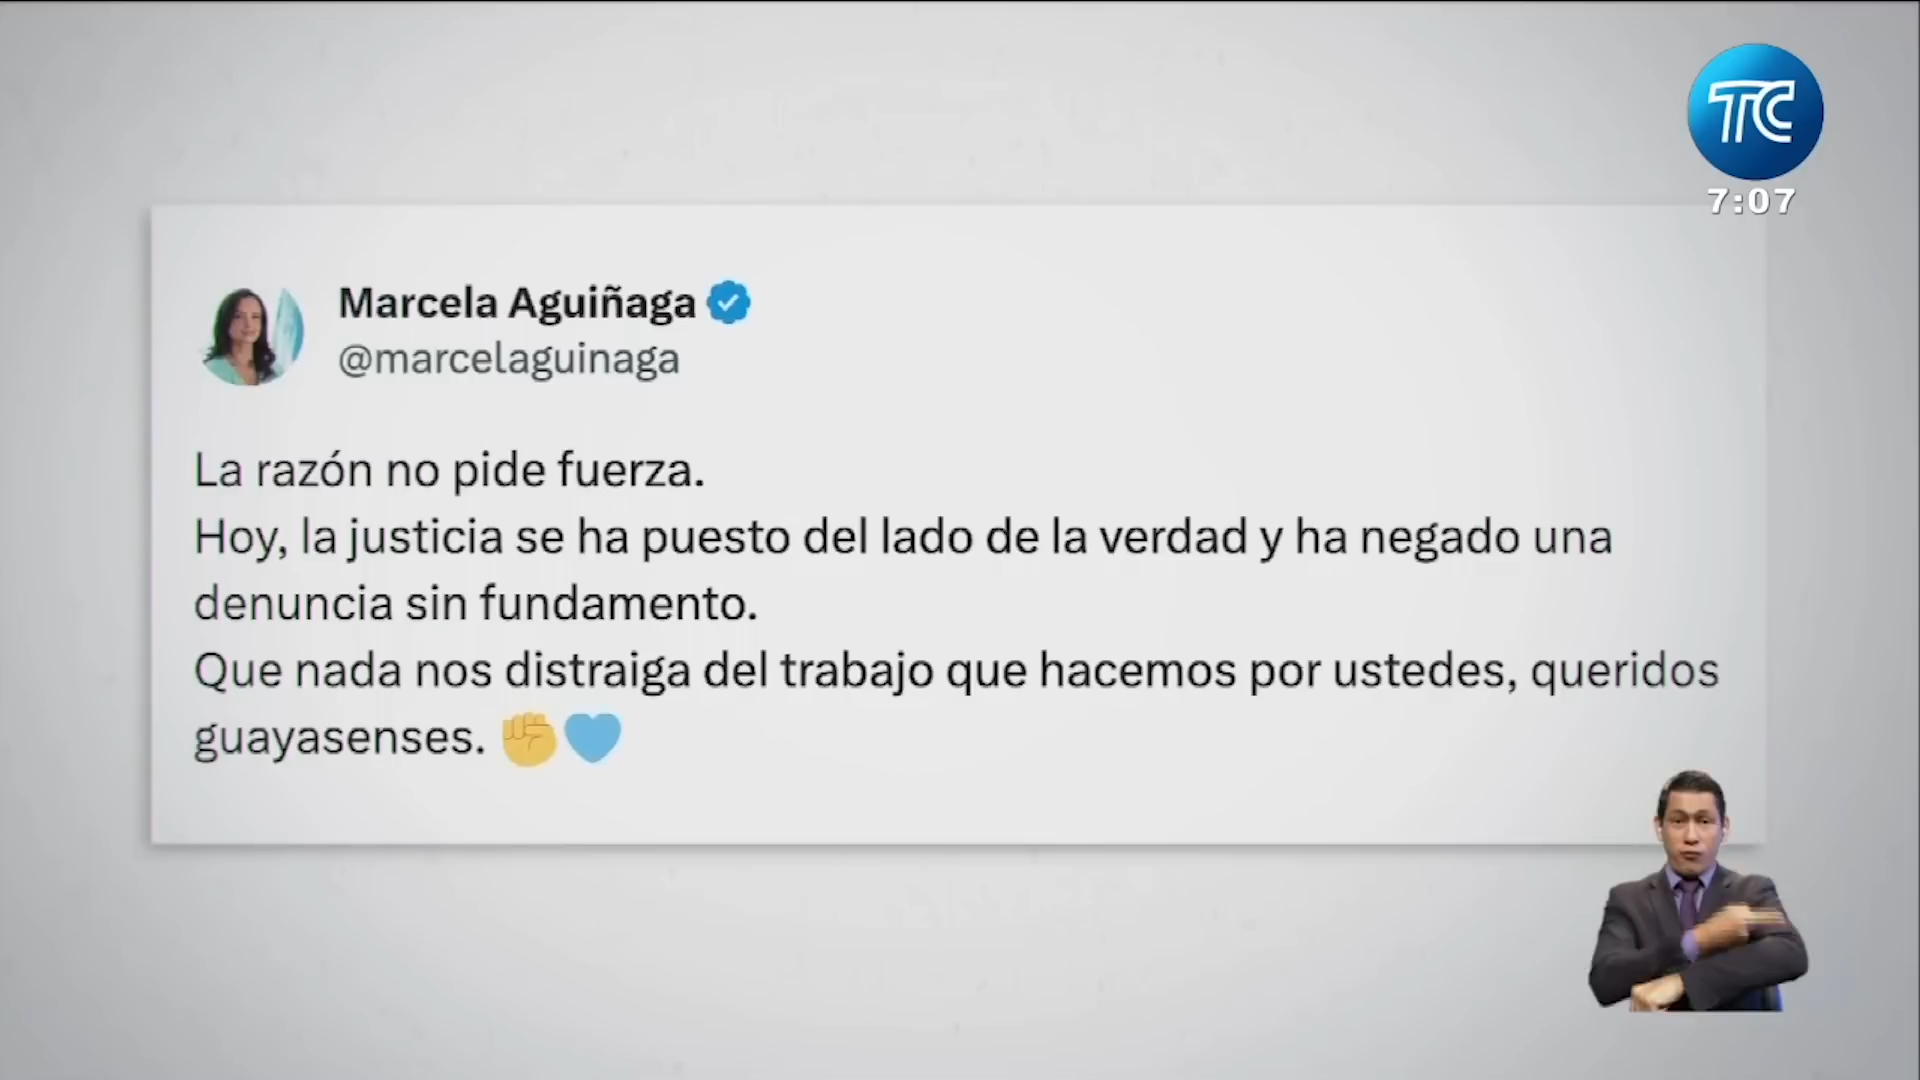 TC
7:07
Marcela Aguiñaga
@marcelaguinaga
La razón no pide fuerza.
Hoy, la justicia se ha puesto del lado de la verdad y ha negado una
denuncia sin fundamento.
Que nada nos distraiga del trabajo que hacemos por ustedes, queridos
guayasenses. ✊💙